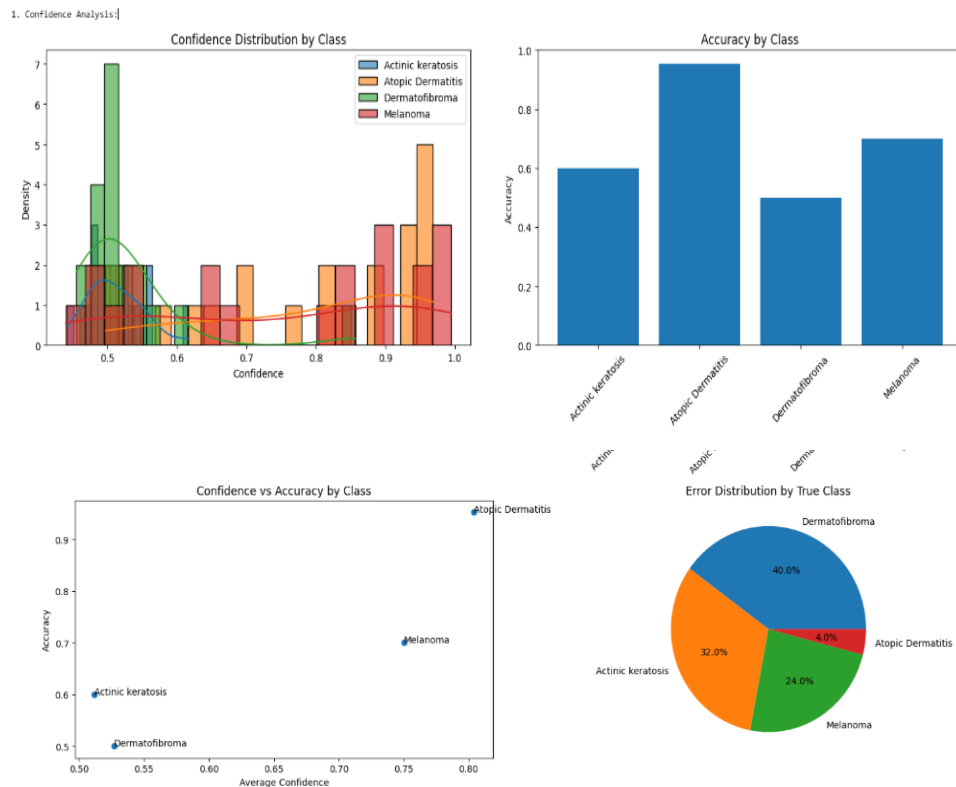 1. Confidence Analysis:
Confidence Distribution by Class
7
6
5
4
3
2
1
0
Density
0.5 0.6 0.7 0.8 0.9 1.0
Confidence
Actinic keratosis
Atopic Dermatitis
Dermatofibroma
Melanoma
Accuracy by Class
1.0
0.8
0.6
0.4
0.2
0.0
Accuracy
Actinic keratosis
Atopic Dermatitis
Dermatofibroma
Melanoma
Confidence vs Accuracy by Class
0.9
0.8
0.7
0.6
0.5
Accuracy
Atopic Dermatitis
Melanoma
Actinic keratosis
Dermatofibroma
0.50 0.55 0.60 0.65 0.70 0.75 0.80
Average Confidence
Error Distribution by True Class
Dermatofibroma
40.0%
Actinic keratosis
32.0%
Atopic Dermatitis
4.0%
24.0%
Melanoma